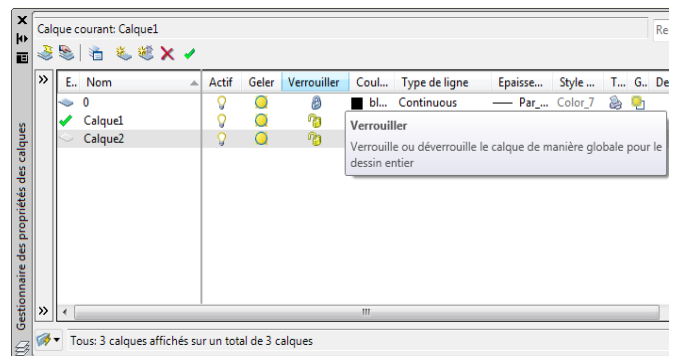 Calque courant: Calque1
Re
E.. Nom Actif Geler Verrouiller Coul... Type de ligne Epaisse... Style ... T... G.. De
0 bl... Continuous Par_... Color_7
Calque1
Calque2
Verrouiller
Verrouille ou déverrouille le calque de manière globale pour le
dessin entier
Gestionnaire des propriétés des calques
Tous: 3 calques affichés sur un total de 3 calques